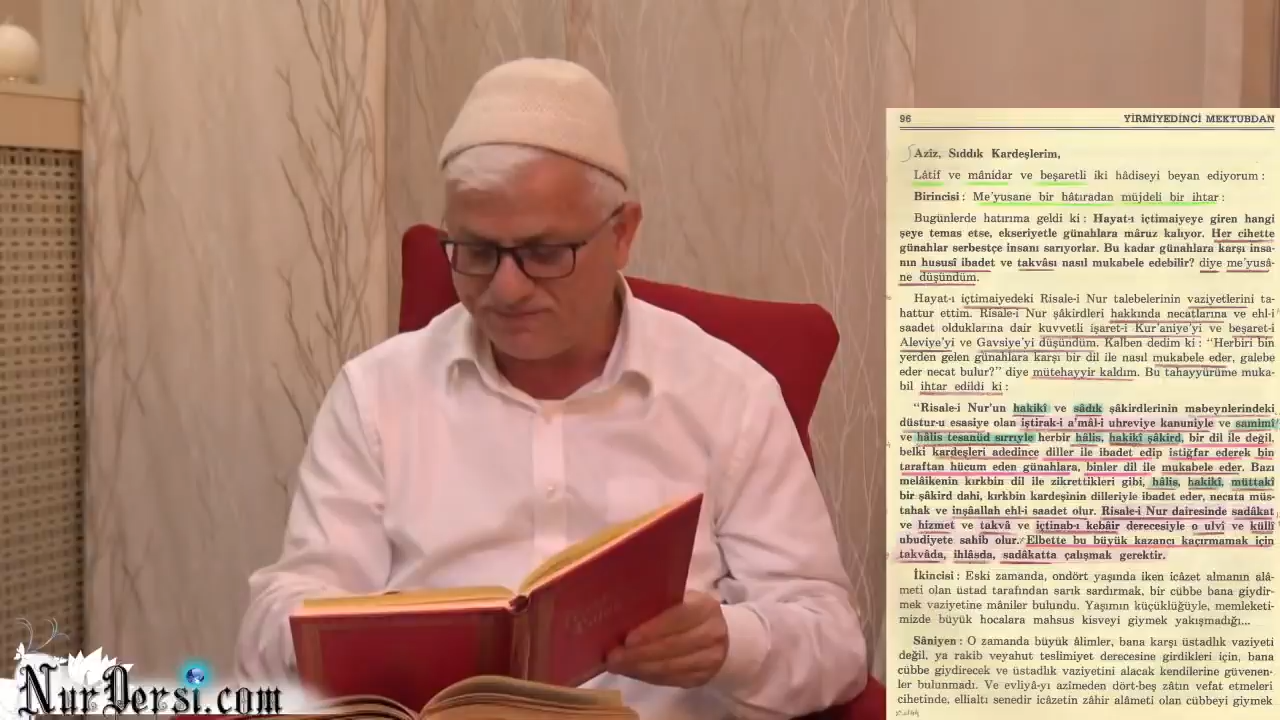 96 YİRMİYEDİNCİ MEKTUBDAN
Azîz, Sıddık Kardeşlerim,
Lâtif ve mânidar ve beşaretli iki hâdiseyi beyan ediyorum :
Birincisi : Me'yusane bir hâtıradan müjdeli bir ihtar :
Bugünlerde hatırıma geldi ki : Hayat-ı içtimaiyeye giren hangi
şeye temas etse, ekseriyetle günahlara mâruz kalıyor. Her cihette
günahlar serbestçe insanı sarıyorlar. Bu kadar günahlara karşı insa-
nın hususî ibadet ve takvâsı nasıl mukabele edebilir? diye me'yusâ-
ne düşündüm.
Hayat-ı içtimaiyedeki Risale-i Nur talebelerinin vaziyetlerini ta-
hattur ettim. Risale-i Nur şâkirdleri hakkında necatlarına ve ehl-i
saadet olduklarına dair kuvvetli işaret-i Kur'aniye'yi ve beşaret-i
Aleviye'yi ve Gavsiye'yi düşündüm. Kalben dedim ki : "Herbiri bin
yerden gelen günahlara karşı bir dil ile nasıl mukabele eder, galebe
eder necat bulur?" diye mütehayyir kaldım. Bu tahayyürüme muka-
bil ihtar edildi ki :
"Risale-i Nur'un hakikî ve sâdık şâkirdlerinin mabeynlerindeki
düstur-u esasiye olan iştirak-i a'mâl-i uhreviye kanuniyle ve samimî
ve hâlis tesanüd sırrıyle herbir hâlis, hakikî şâkird, bir dil ile değil,
belki kardeşleri adedince diller ile ibadet edip istiğfar ederek bin
taraftan hücum eden günahlara, binler dil ile mukabele eder. Bazı
melâikenin kırkbin dil ile zikrettikleri gibi, hâlis, hakikî, müttakî
bir şâkird dahi, kırkbin kardeşinin dilleriyle ibadet eder, necata müs-
tahak ve inşâallah ehl-i saadet olur. Risale-i Nur dairesinde sadâkat
ve hizmet ve takvâ ve içtinab-ı kebâir derecesiyle o ulvî ve küllî
ubudiyete sahib olur. Elbette bu büyük kazancı kaçırmamak için
takvâda, ihlâsda, sadâkatta çalışmak gerektir.
İkincisi : Eski zamanda, ondört yaşında iken icâzet almanın alâ-
meti olan üstad tarafından sarık sardırmak, bir cübbe bana giydir-
mek vaziyetine mâniler bulundu. Yaşımın küçüklüğüyle, memleketi-
mizde büyük hocalara mahsus kisveyi giymek yakışmadığı...
Sâniyen : O zamanda büyük âlimler, bana karşı üstadlık vaziyeti
değil, ya rakib veyahut teslimiyet derecesine girdikleri için, bana
cübbe giydirecek ve üstadlık vaziyetini alacak kendilerine güvenen-
ler bulunmadı. Ve evliyâ-yı azîmeden dört-beş zâtın vefat etmeleri
cihetinde, ellialtı senedir icâzetin zâhir alâmeti olan cübbeyi giymek
NurDersi.com